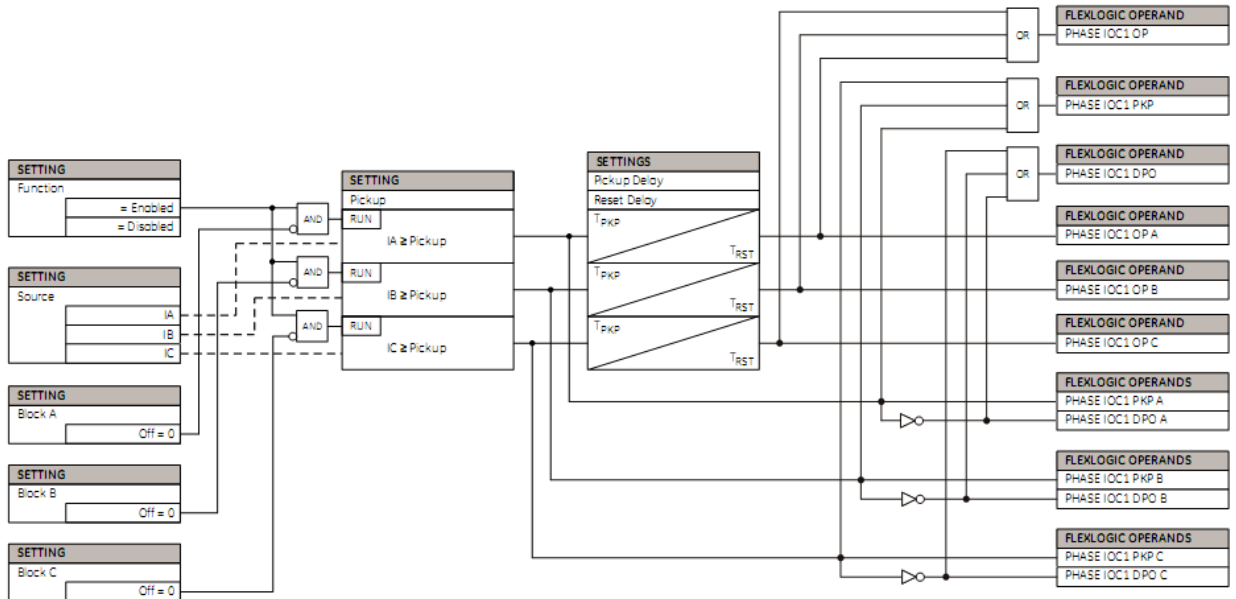 SETTING
Function
= Enabled
= Disabled
SETTING
Source
IA
IB
IC
SETTING
Block A
Off = 0
SETTING
Block B
Off = 0
SETTING
Block C
Off = 0
AND
AND
AND
SETTING
Pickup
RUN
IA ≥ Pickup
RUN
IB ≥ Pickup
RUN
IC ≥ Pickup
SETTINGS
Pickup Delay
Reset Delay
TPKP
TRST
TPKP
TRST
TPKP
TRST
OR
OR
OR
FLEXLOGIC OPERAND
PHASE IOC1 OP
FLEXLOGIC OPERAND
PHASE IOC1 PKP
FLEXLOGIC OPERAND
PHASE IOC1 DPO
FLEXLOGIC OPERAND
PHASE IOC1 OP A
FLEXLOGIC OPERAND
PHASE IOC1 OP B
FLEXLOGIC OPERAND
PHASE IOC1 OP C
FLEXLOGIC OPERANDS
PHASE IOC1 PKP A
PHASE IOC1 DPO A
FLEXLOGIC OPERANDS
PHASE IOC1 PKP B
PHASE IOC1 DPO B
FLEXLOGIC OPERANDS
PHASE IOC1 PKP C
PHASE IOC1 DPO C